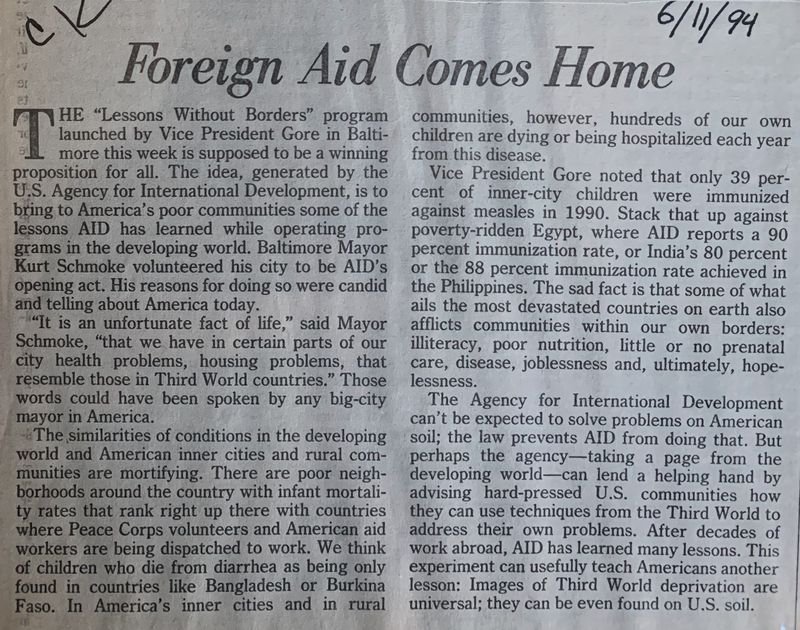 6/11/94
Foreign Aid Comes Home
THE “Lessons Without Borders” program
launched by Vice President Gore in Balti-
more this week is supposed to be a winning
proposition for all. The idea, generated by the
U.S. Agency for International Development, is to
bring to America’s poor communities some of the
lessons AID has learned while operating pro-
grams in the developing world. Baltimore Mayor
Kurt Schmoke volunteered his city to be AID’s
opening act. His reasons for doing so were candid
and telling about America today.
“It is an unfortunate fact of life,” said Mayor
Schmoke, “that we have in certain parts of our
city health problems, housing problems, that
resemble those in Third World countries.” Those
words could have been spoken by any big-city
mayor in America.
The similarities of conditions in the developing
world and American inner cities and rural com-
munities are mortifying. There are poor neigh-
borhoods around the country with infant mortali-
ty rates that rank right up there with countries
where Peace Corps volunteers and American aid
workers are being dispatched to work. We think
of children who die from diarrhea as being only
found in countries like Bangladesh or Burkina
Faso. In America’s inner cities and in rural
communities, however, hundreds of our own
children are dying or being hospitalized each year
from this disease.
Vice President Gore noted that only 39 per-
cent of inner-city children were immunized
against measles in 1990. Stack that up against
poverty-ridden Egypt, where AID reports a 90
percent immunization rate, or India’s 80 percent
or the 88 percent immunization rate achieved in
the Philippines. The sad fact is that some of what
ails the most devastated countries on earth also
afflicts communities within our own borders:
illiteracy, poor nutrition, little or no prenatal
care, disease, joblessness and, ultimately, hope-
lessness.
The Agency for International Development
can’t be expected to solve problems on American
soil; the law prevents AID from doing that. But
perhaps the agency—taking a page from the
developing world—can lend a helping hand by
advising hard-pressed U.S. communities how
they can use techniques from the Third World to
address their own problems. After decades of
work abroad, AID has learned many lessons. This
experiment can usefully teach Americans another
lesson: Images of Third World deprivation are
universal; they can be even found on U.S. soil.